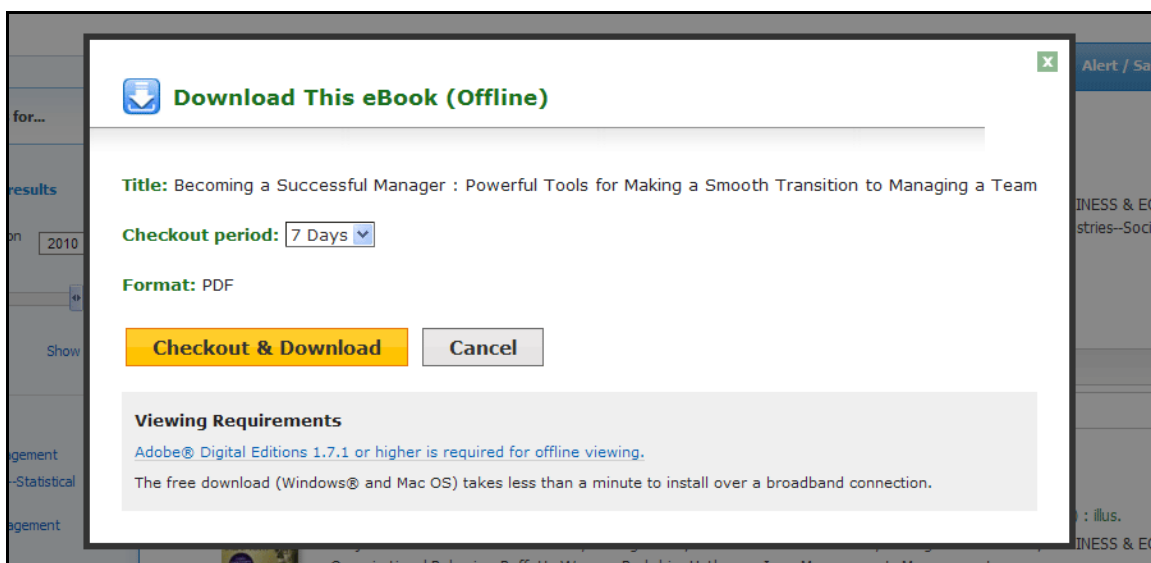 X
Alert / Sa
Download This eBook (Offline)
for...
Title: Becoming a Successful Manager : Powerful Tools for Making a Smooth Transition to Managing a Team
results
INESS & E
stries--Soci
on 2010
Checkout period: 7 Days
Format: PDF
Checkout & Download Cancel
Show
Viewing Requirements
Adobe® Digital Editions 1.7.1 or higher is required for offline viewing.
agement
--Statistical
The free download (Windows® and Mac OS) takes less than a minute to install over a broadband connection.
agement
) : illus.
INESS & E